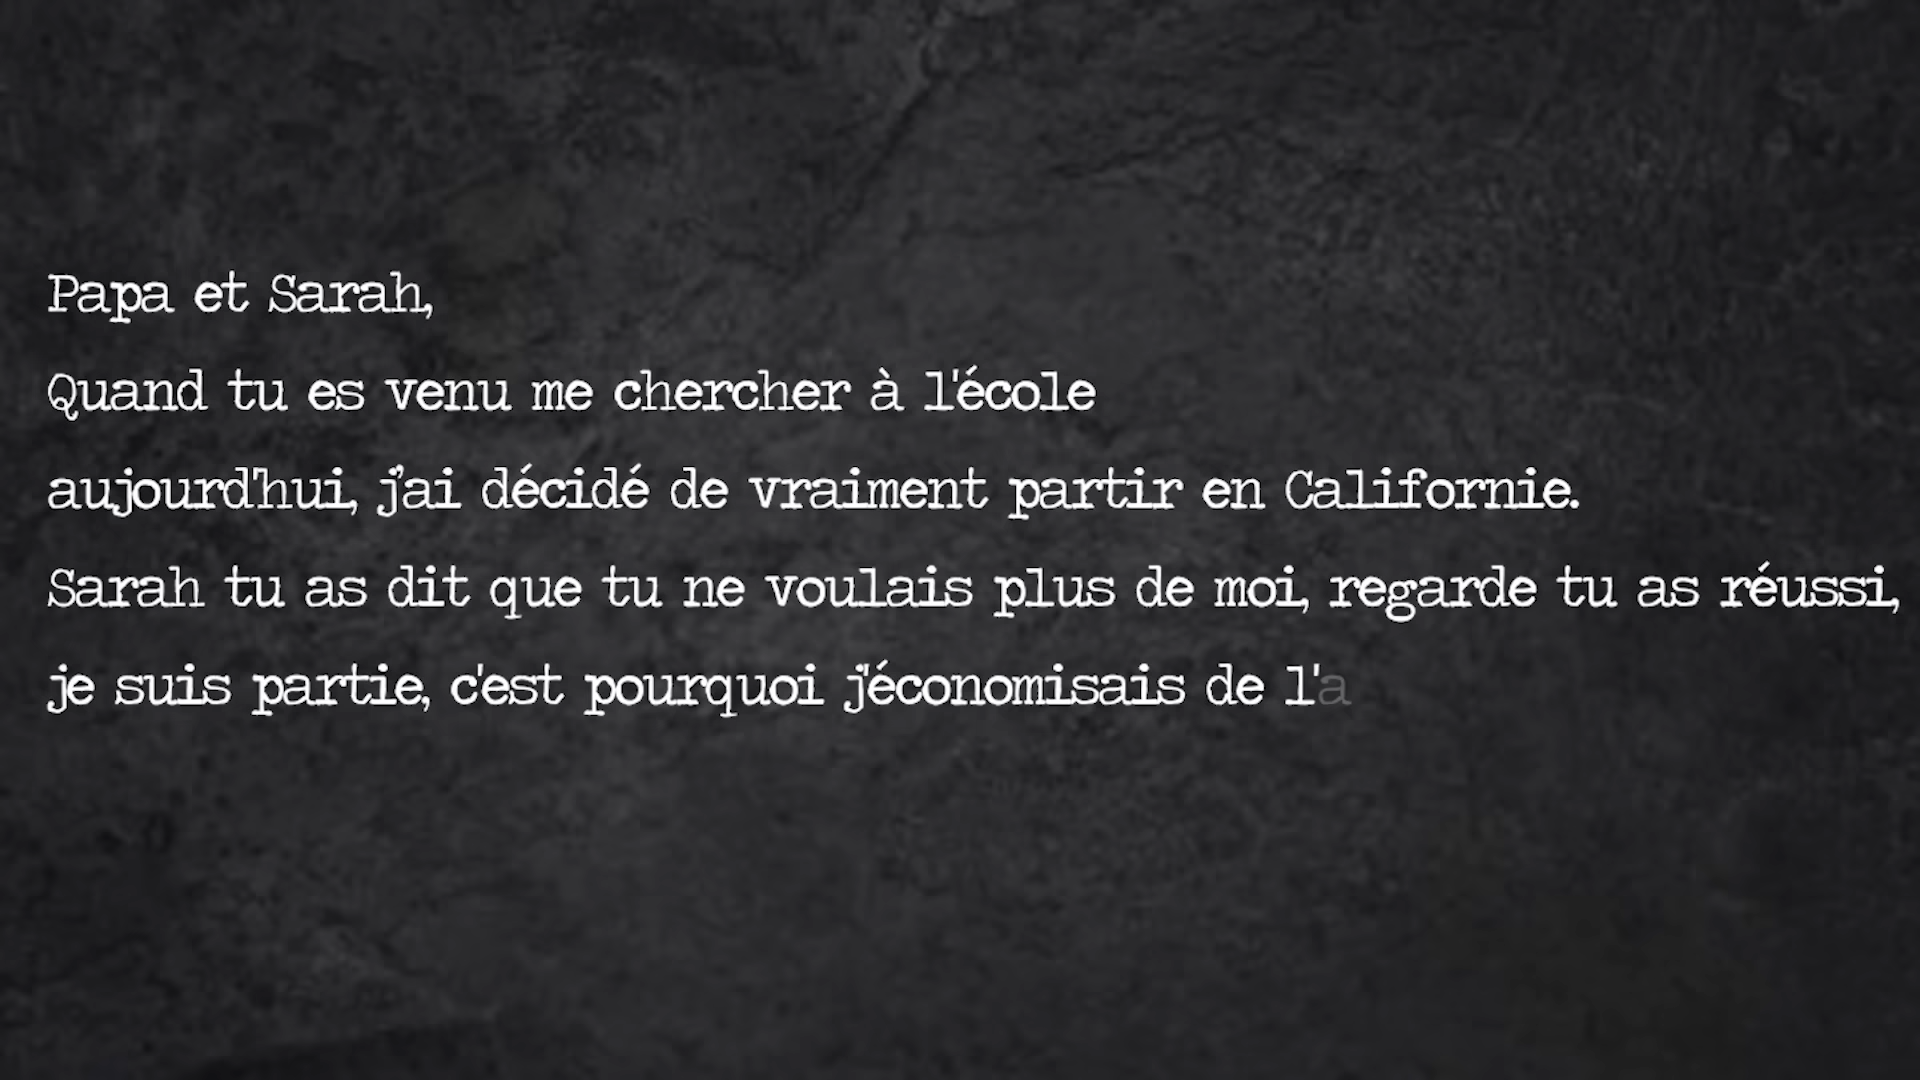 Papa et Sarah,
Quand tu es venu me chercher à l'école
aujourd'hui, j'ai décidé de vraiment partir en Californie.
Sarah tu as dit que tu ne voulais plus de moi, regarde tu as réussi,
je suis partie, c'est pourquoi j'économisais de l'a